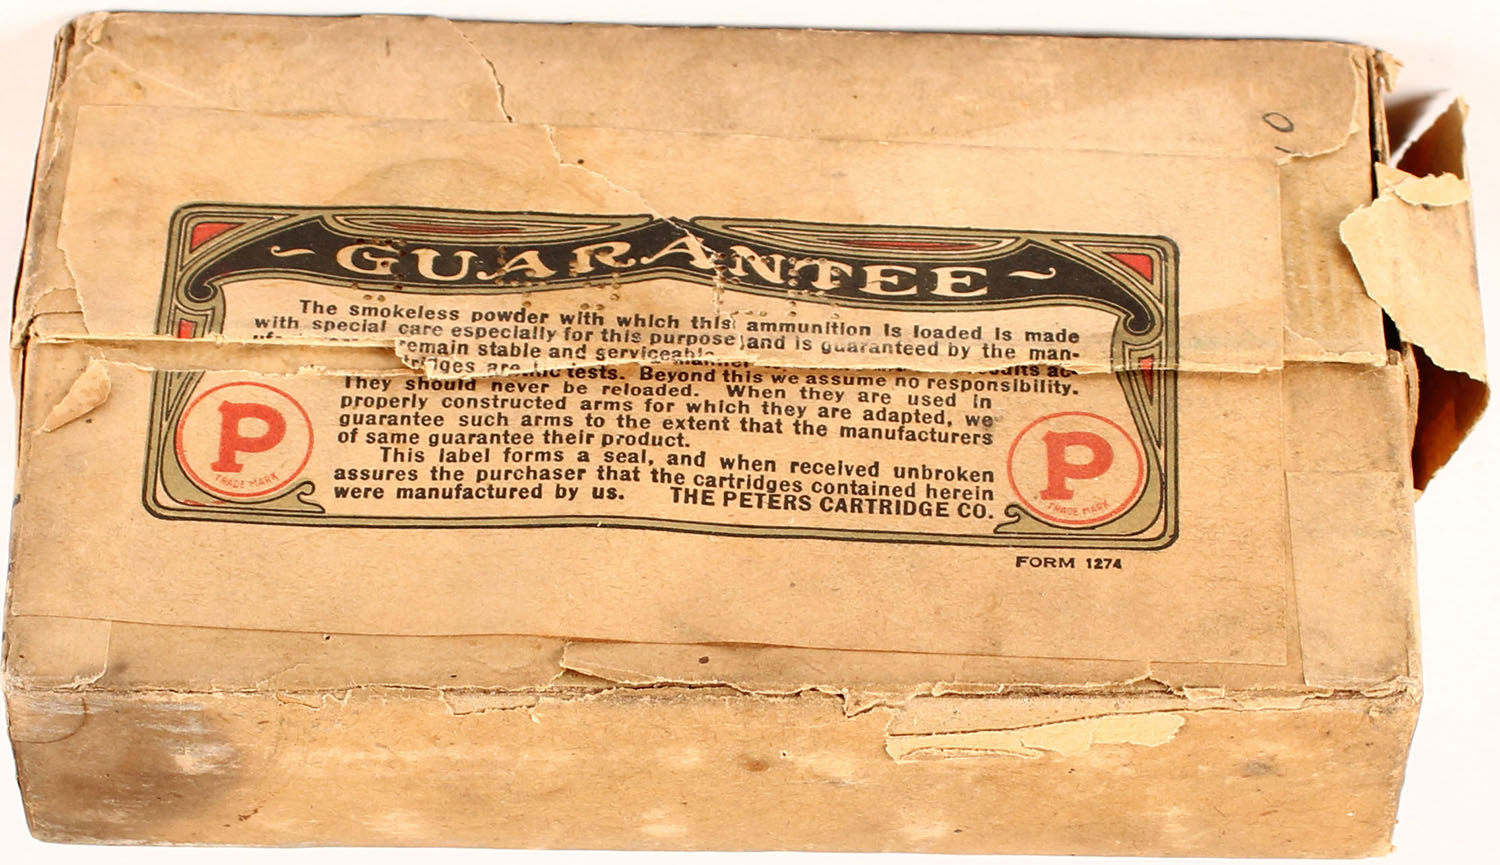 ~ GUARANTEE ~
The smokeless powder with which this ammunition is loaded is made
with special care especially for this purpose and is guaranteed by the man-
remain stable and serviceable
tridges are
tests. Beyond this we assume no responsibility.
They should never be reloaded. When they are used in
properly constructed arms for which they are adapted, we
guarantee such arms to the extent that the manufacturers
of same guarantee their product.
This label forms a seal, and when received unbroken
assures the purchaser that the cartridges contained herein
were manufactured by us. THE PETERS CARTRIDGE CO.
P
TRADE MARK
P
TRADE MARK
FORM 1274